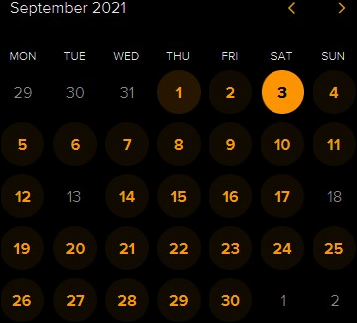 September 2021
MON TUE WED THU FRI SAT SUN
29 30 31 1 2 3 4
5 6 7 8 9 10 11
12 13 14 15 16 17 18
19 20 21 22 23 24 25
26 27 28 29 30 1 2